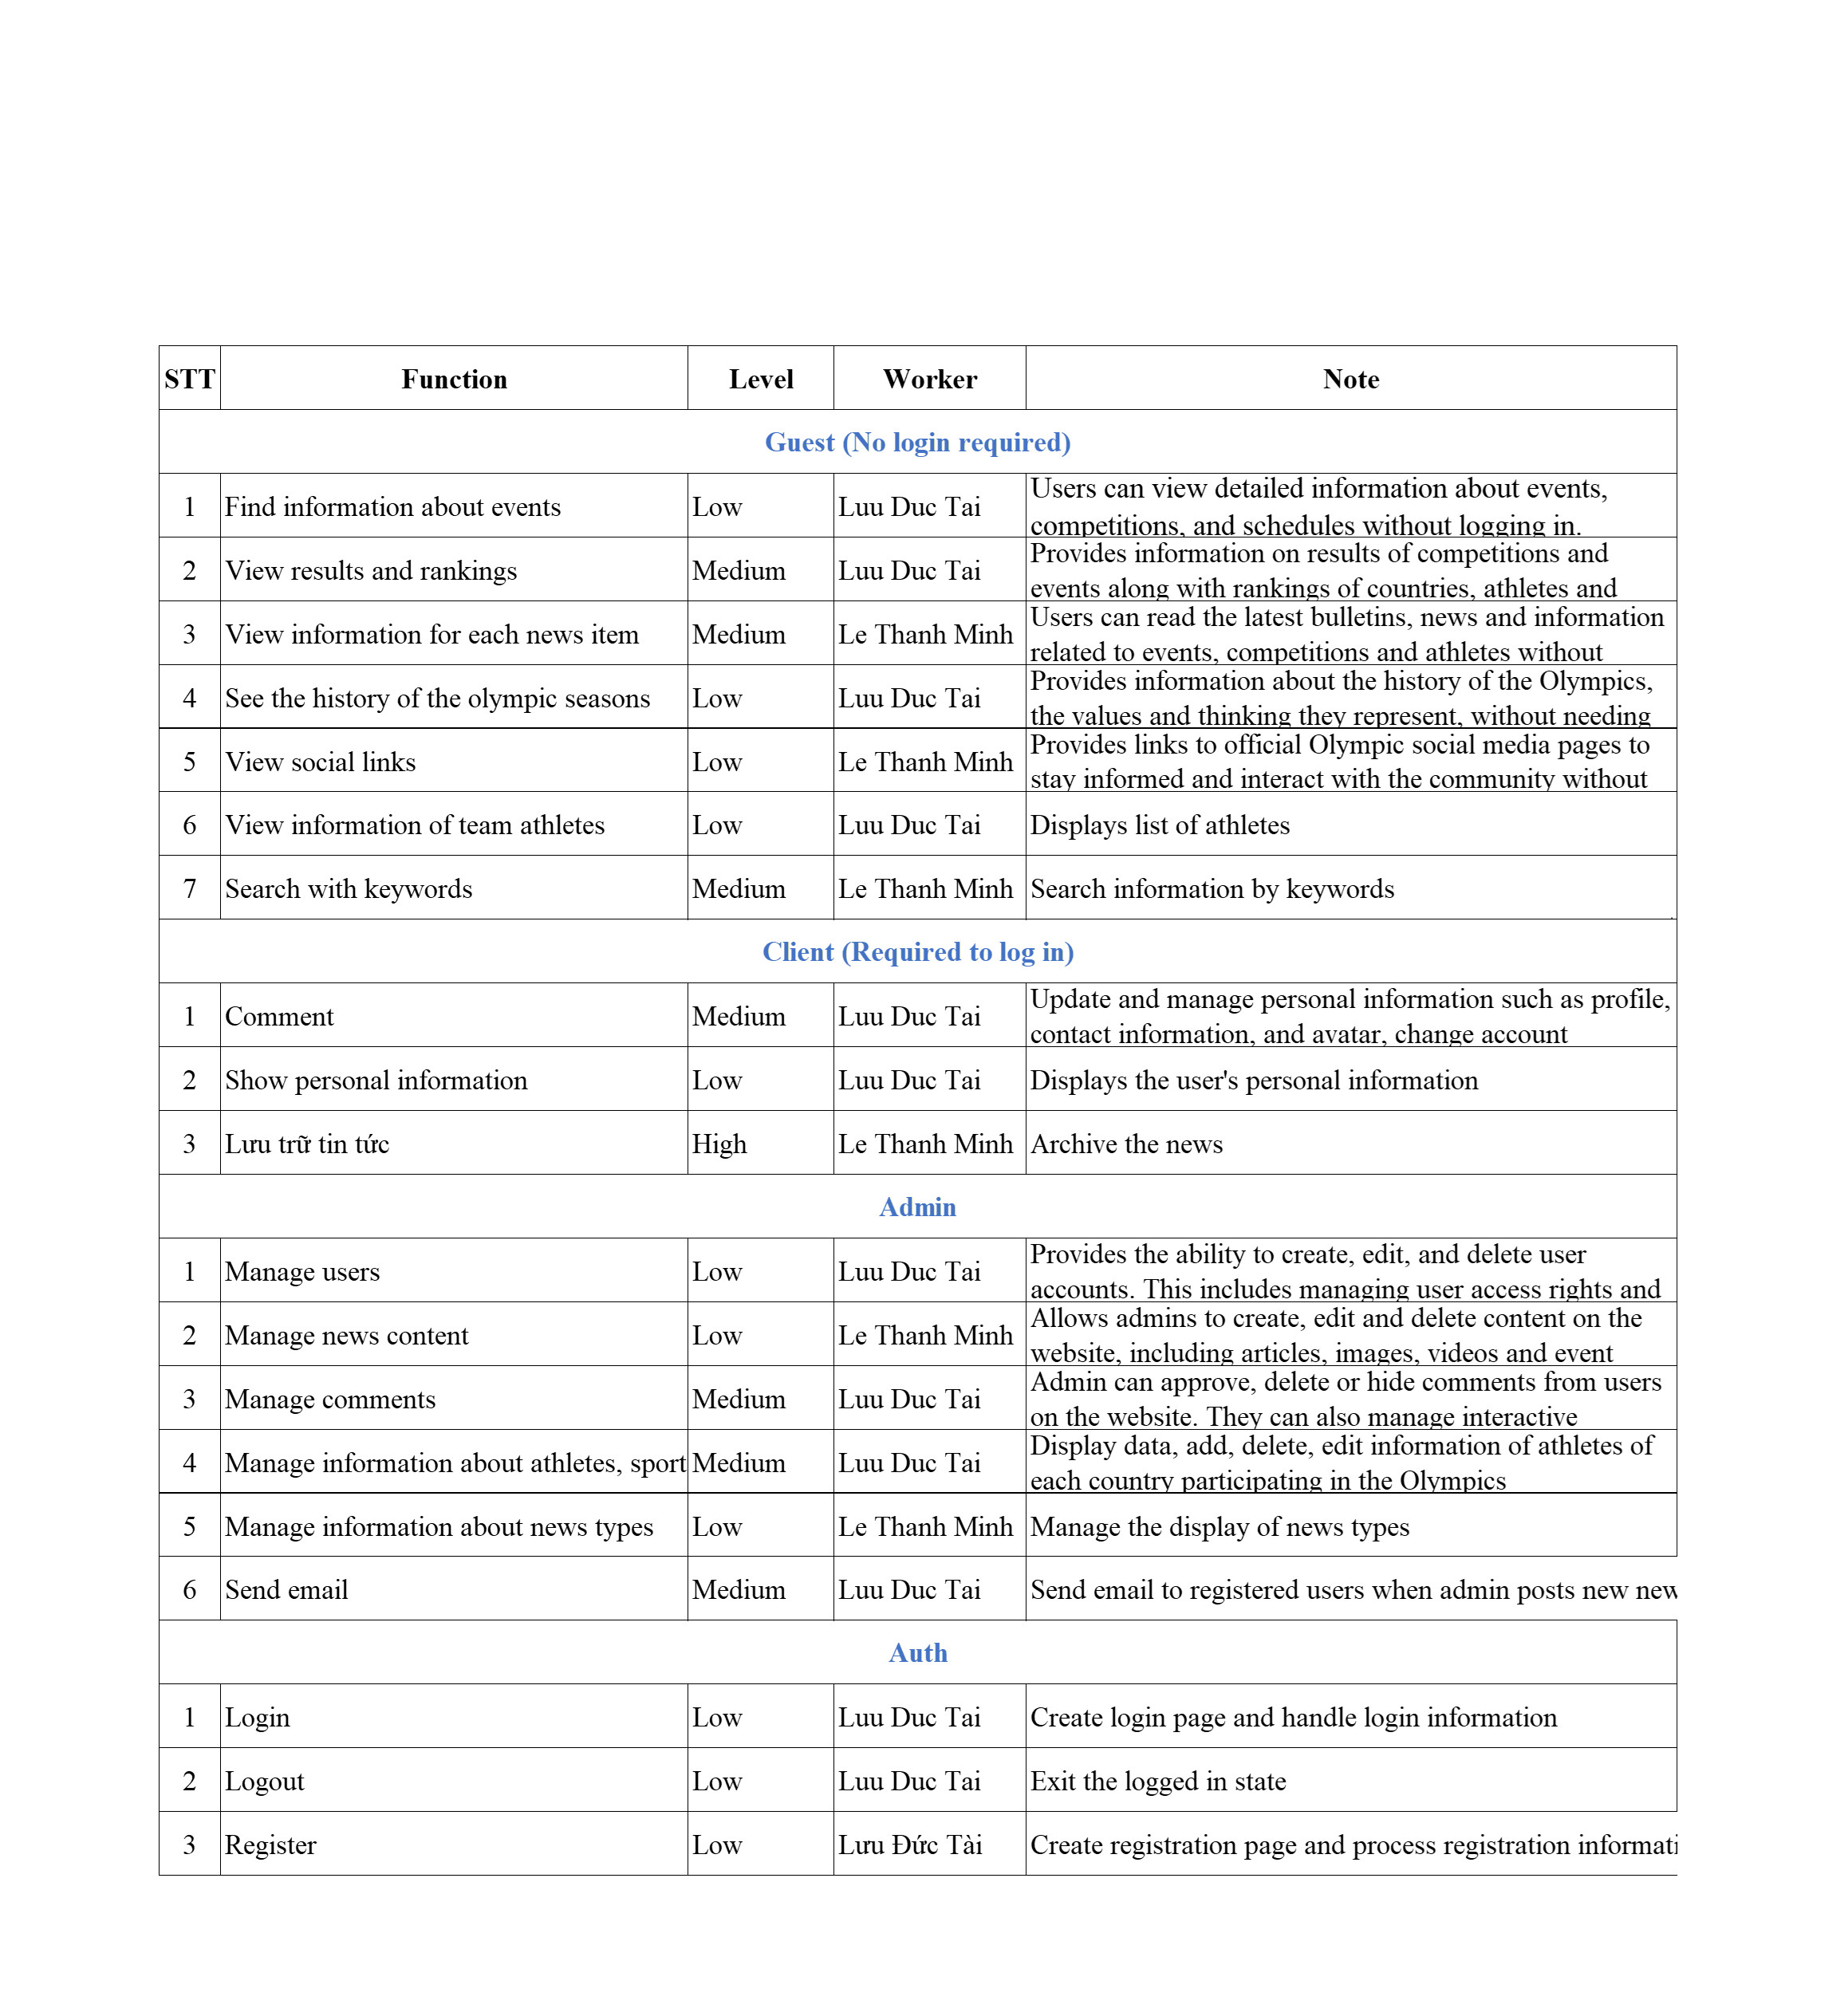 STT Function Level Worker Note
Guest (No login required)
1 Find information about events Low Luu Duc Tai Users can view detailed information about events,
competitions, and schedules without logging in.
2 View results and rankings Medium Luu Duc Tai Provides information on results of competitions and
events along with rankings of countries, athletes and
3 View information for each news item Medium Le Thanh Minh Users can read the latest bulletins, news and information
related to events, competitions and athletes without
4 See the history of the olympic seasons Low Luu Duc Tai Provides information about the history of the Olympics,
the values and thinking they represent, without needing
5 View social links Low Le Thanh Minh Provides links to official Olympic social media pages to
stay informed and interact with the community without
6 View information of team athletes Low Luu Duc Tai Displays list of athletes
7 Search with keywords Medium Le Thanh Minh Search information by keywords
Client (Required to log in)
1 Comment Medium Luu Duc Tai Update and manage personal information such as profile,
contact information, and avatar, change account
2 Show personal information Low Luu Duc Tai Displays the user's personal information
3 Lưu trữ tin tức High Le Thanh Minh Archive the news
Admin
1 Manage users Low Luu Duc Tai Provides the ability to create, edit, and delete user
accounts. This includes managing user access rights and
2 Manage news content Low Le Thanh Minh Allows admins to create, edit and delete content on the
website, including articles, images, videos and event
3 Manage comments Medium Luu Duc Tai Admin can approve, delete or hide comments from users
on the website. They can also manage interactive
4 Manage information about athletes, sport Medium Luu Duc Tai Display data, add, delete, edit information of athletes of
each country participating in the Olympics
5 Manage information about news types Low Le Thanh Minh Manage the display of news types
6 Send email Medium Luu Duc Tai Send email to registered users when admin posts new new
Auth
1 Login Low Luu Duc Tai Create login page and handle login information
2 Logout Low Luu Duc Tai Exit the logged in state
3 Register Low Lưu Đức Tài Create registration page and process registration informati